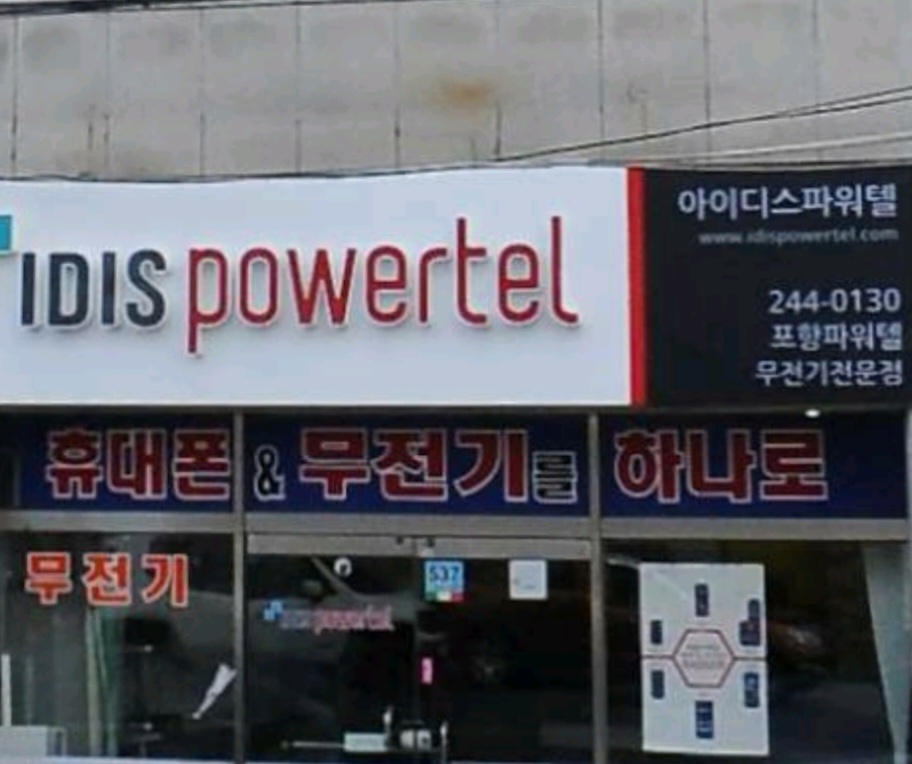 IDIS powertel
아이디스파워텔
www.idispowertel.com
244-0130
포항파워텔
무전기전문점
휴대폰 & 무전기를 하나로
무전기
537
powertel